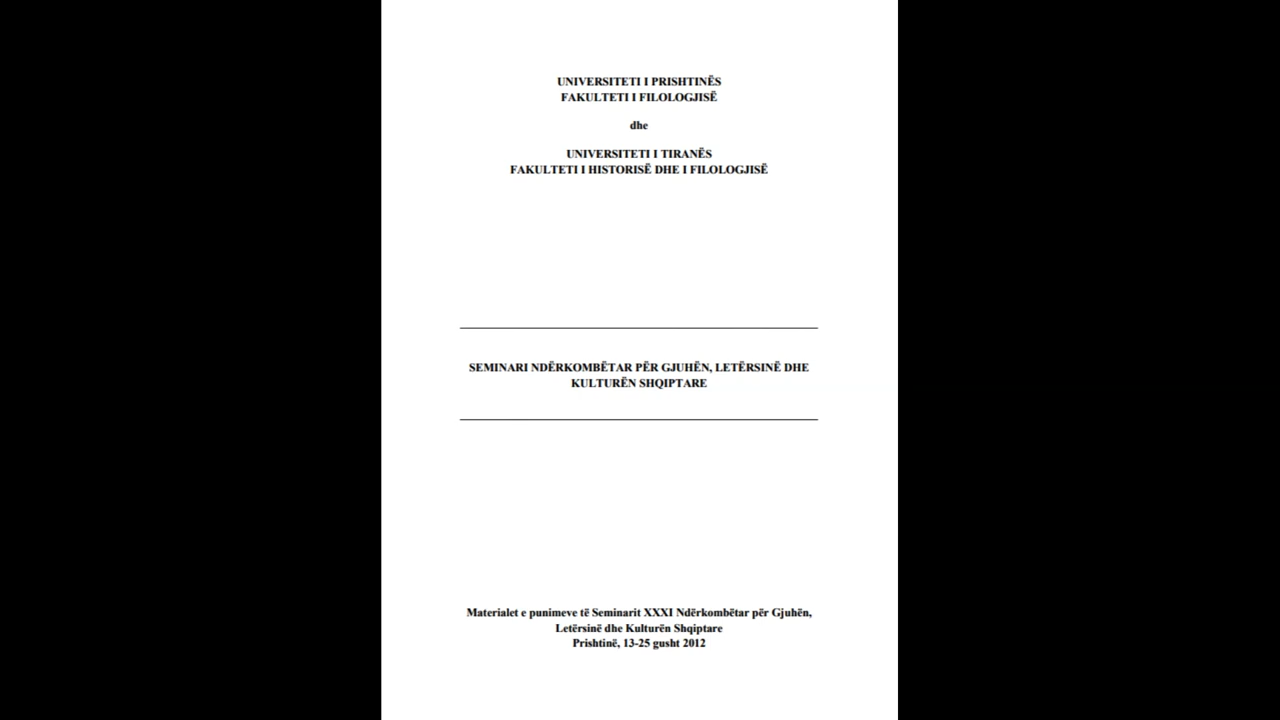 UNIVERSITETI I PRISHTINËS
FAKULTETI I FILOLOGJISË
dhe
UNIVERSITETI I TIRANËS
FAKULTETI I HISTORISË DHE I FILOLOGJISË
SEMINARI NDËRKOMBËTAR PËR GJUHËN, LETËRSINË DHE
KULTURËN SHQIPTARE
Materialet e punimeve të Seminarit XXXI Ndërkombëtar për Gjuhën,
Letërsinë dhe Kulturën Shqiptare
Prishtinë, 13-25 gusht 2012